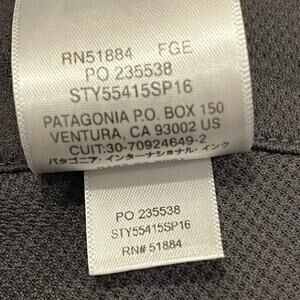 RN51884 FGE
PO 235538
STY55415SP16
PATAGONIA P.O. BOX 150
VENTURA, CA 93002 US
CUIT:30-70924649-2
パタゴニア・インターナショナル・インク
PO 235538
STY55415SP16
RN# 51884